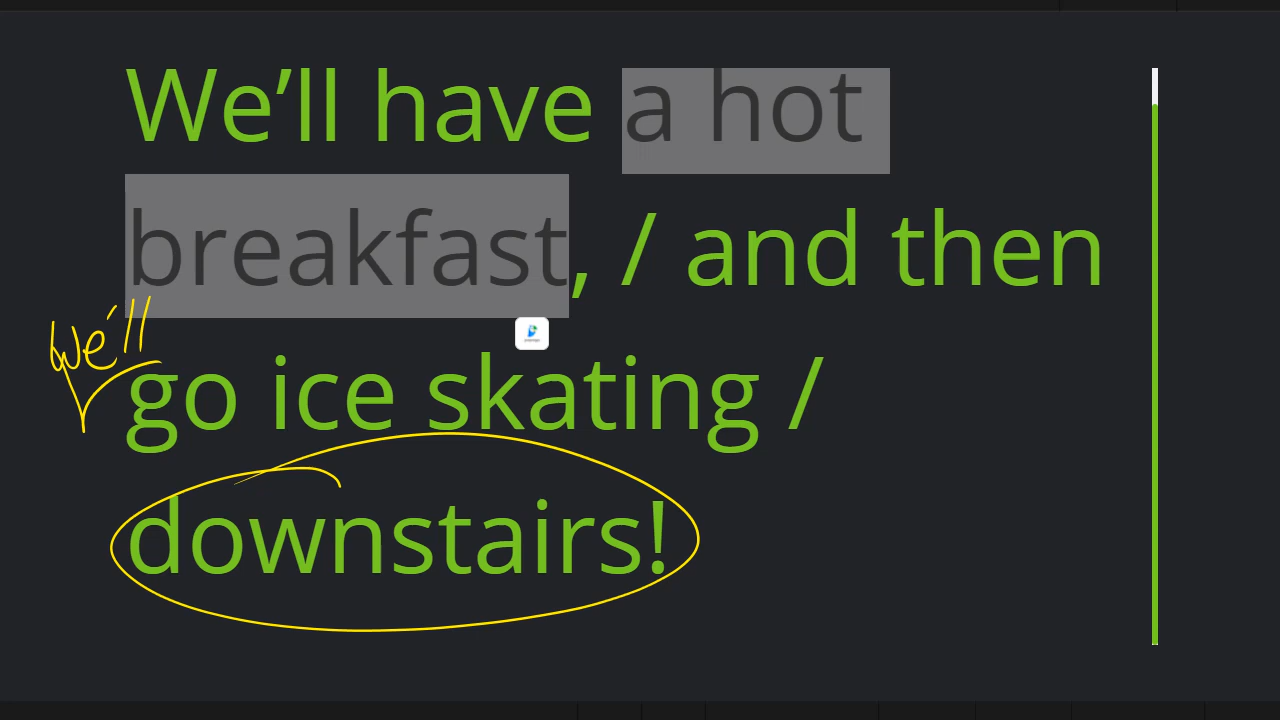 We’ll have a hot
breakfast, / and then
We'll
go ice skating /
downstairs!